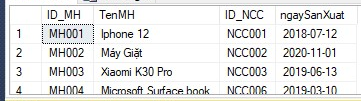 ID_MH TenMH ID_NCC ngaySanXuat
1 MH001 Iphone 12 NCC001 2018-07-12
2 MH002 Máy Giặt NCC002 2020-11-01
3 MH003 Xiaomi K30 Pro NCC003 2019-06-13
4 MH004 Microsoft Surface book NCC006 2019-03-10